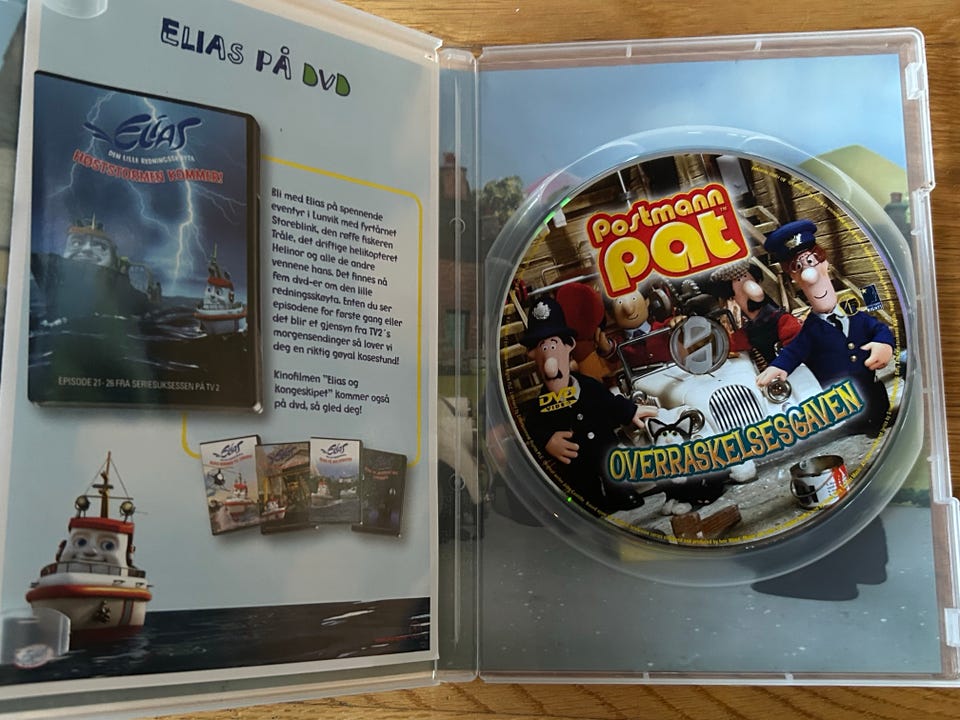 ELIAS PÅ DVD
ELIAS
DEN LILLE REDNINGSSKØYTA
HØSTSTORMEN KOMMER!
EPISODE 21-26 FRA SERIESUKSESSEN PÅ TV 2
Bli med Elias på spennende
eventyr i Lunvik med fyrtårnet
Storeblink, den røffe fiskeren
Tråle, det driftige helikopteret
Helinor og alle de andre
vennene hans. Det finnes nå
fem dvd-er om den lille
redningsskøyta. Enten du ser
episodene for første gang eller
det blir et gjensyn fra TV2´s
morgensendinger så lover vi
deg en riktig gøyal kosestund!
Kinofilmen "Elias og
kongeskipet" kommer også
på dvd, så gled deg!
Postmann
pat
TM
DVD
VIDEO
OVERRASKELSESGAVEN